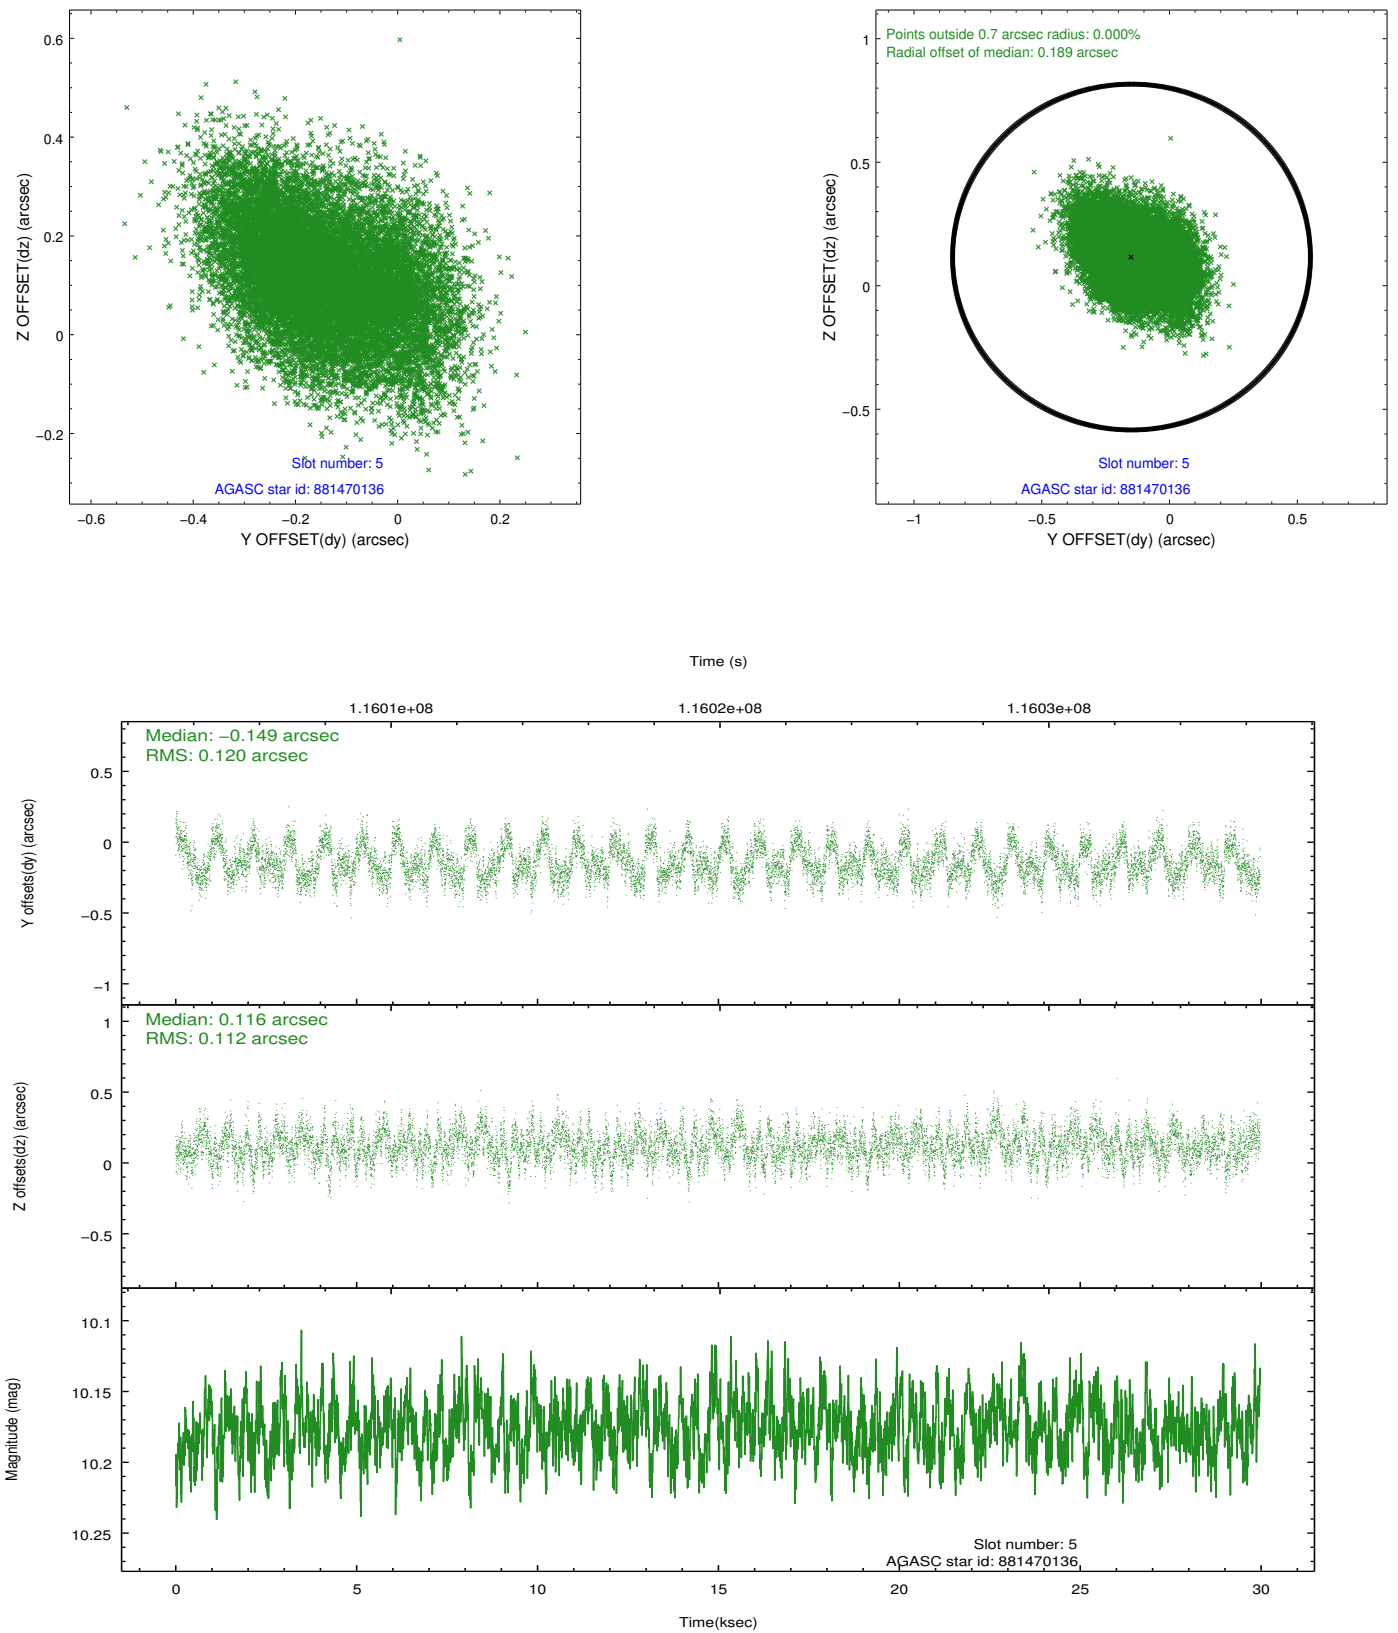 0.6
0.4
0.2
0
−0.2
Z OFFSET(dz) (arcsec)
Slot number: 5
AGASC star id: 881470136
−0.6
−0.4
−0.2
0
0.2
Y OFFSET(dy) (arcsec)
Points outside 0.7 arcsec radius: 0.000%
Radial offset of median: 0.189 arcsec
1
0.5
0
−0.5
Z OFFSET(dz) (arcsec)
Slot number: 5
AGASC star id: 881470136
−1
−0.5
0
0.5
Y OFFSET(dy) (arcsec)
Time (s)
1.1601e+08
1.1602e+08
1.1603e+08
Median: −0.149 arcsec
RMS: 0.120 arcsec
0.5
0
−0.5
−1
Y offsets(dy) (arcsec)
Median: 0.116 arcsec
RMS: 0.112 arcsec
1
0.5
0
−0.5
Z offsets(dz) (arcsec)
10.1
10.15
10.2
10.25
Magnitude (mag)
Slot number: 5
AGASC star id: 881470136
0
5
10
15
20
25
30
Time(ksec)